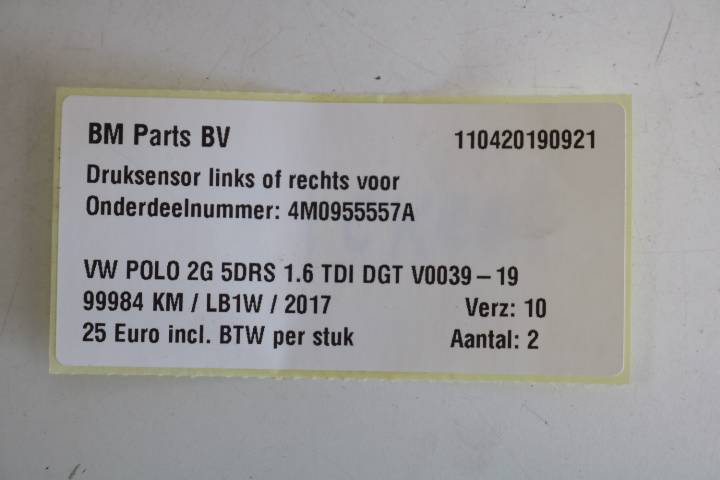 BM Parts BV 110420190921
Druksensor links of rechts voor
Onderdeelnummer: 4M0955557A
VW POLO 2G 5DRS 1.6 TDI DGT V0039 – 19
99984 KM / LB1W / 2017 Verz: 10
25 Euro incl. BTW per stuk Aantal: 2